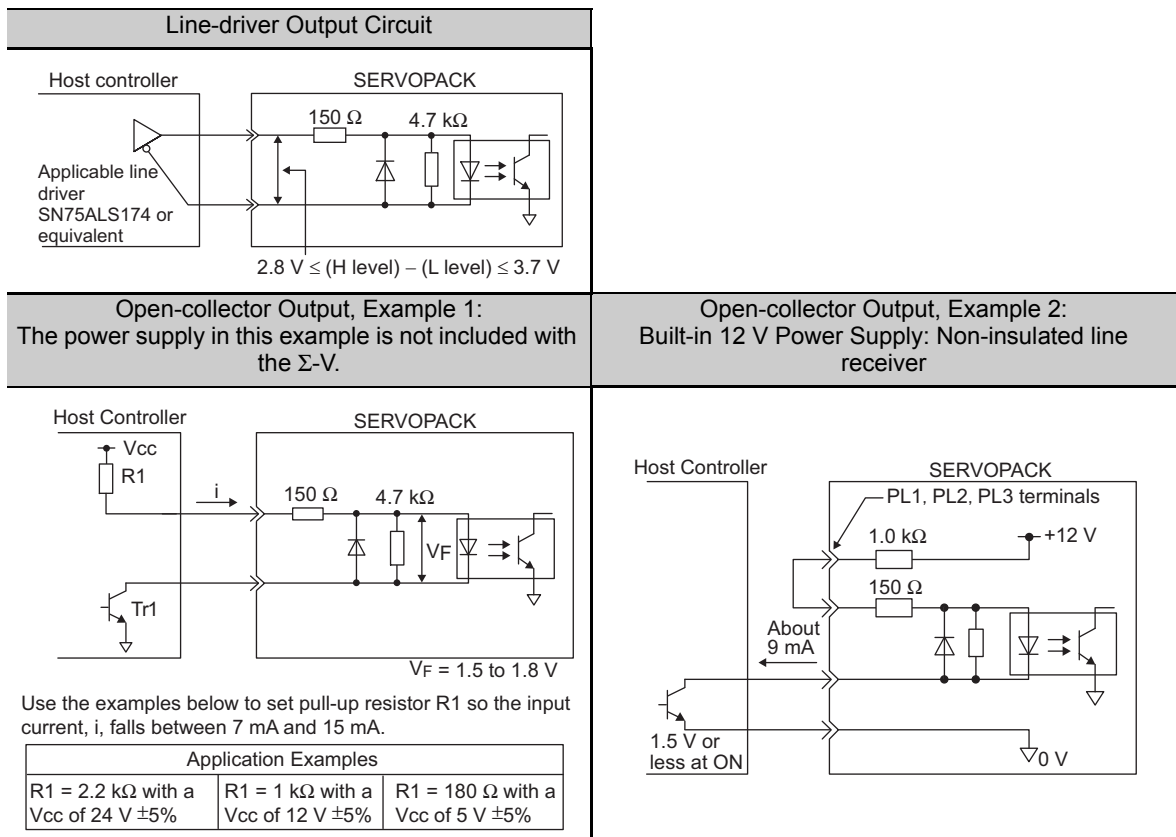 Line-driver Output Circuit
Host controller
SERVOPACK
150 Ω
4.7 kΩ
Applicable line
driver
SN75ALS174 or
equivalent
2.8 V ≤ (H level) – (L level) ≤ 3.7 V
Open-collector Output, Example 1:
The power supply in this example is not included with
the Σ-V.
Open-collector Output, Example 2:
Built-in 12 V Power Supply: Non-insulated line
receiver
Host Controller
SERVOPACK
Vcc
R1
i
150 Ω
4.7 kΩ
VF
Tr1
VF = 1.5 to 1.8 V
Use the examples below to set pull-up resistor R1 so the input
current, i, falls between 7 mA and 15 mA.
Application Examples
R1 = 2.2 kΩ with a
Vcc of 24 V ±5%
R1 = 1 kΩ with a
Vcc of 12 V ±5%
R1 = 180 Ω with a
Vcc of 5 V ±5%
Host Controller
SERVOPACK
PL1, PL2, PL3 terminals
1.0 kΩ
+12 V
150 Ω
About
9 mA
1.5 V or
less at ON
0 V